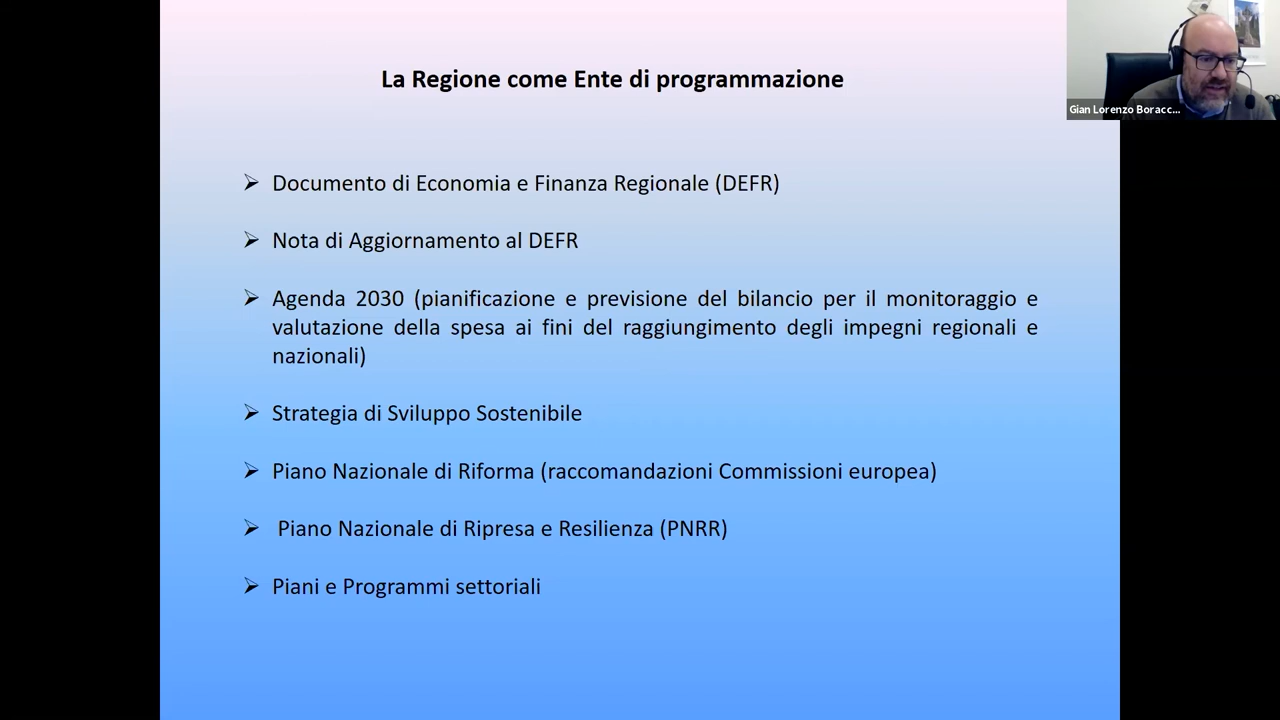 La Regione come Ente di programmazione
Gian Lorenzo Boracc...
➢ Documento di Economia e Finanza Regionale (DEFR)
➢ Nota di Aggiornamento al DEFR
➢ Agenda 2030 (pianificazione e previsione del bilancio per il monitoraggio e
valutazione della spesa ai fini del raggiungimento degli impegni regionali e
nazionali)
➢ Strategia di Sviluppo Sostenibile
➢ Piano Nazionale di Riforma (raccomandazioni Commissioni europea)
➢ Piano Nazionale di Ripresa e Resilienza (PNRR)
➢ Piani e Programmi settoriali